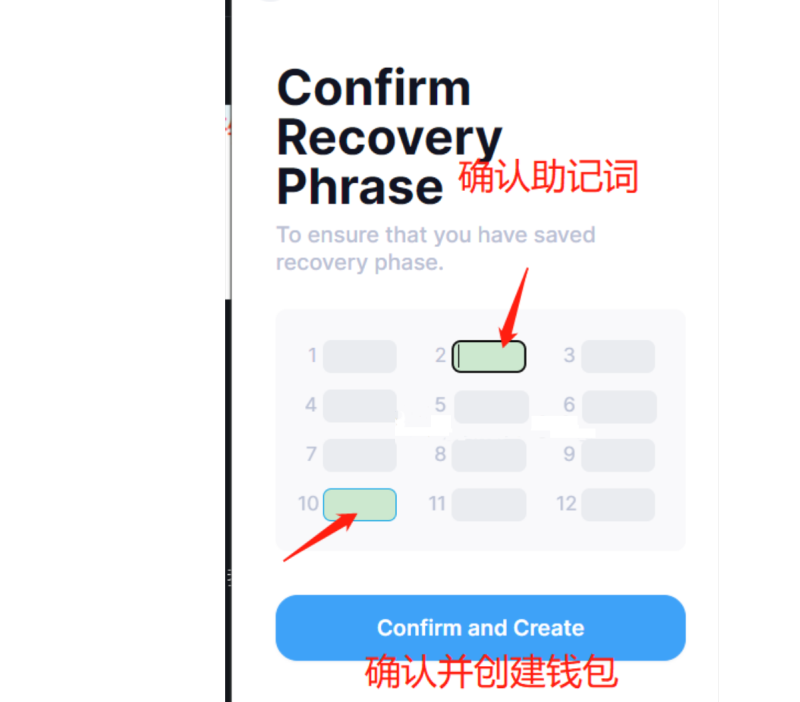 Confirm
Recovery
Phrase 确认助记词
To ensure that you have saved
recovery phase.
1 2 3
4 5 6
7 8 9
10 11 12
Confirm and Create
确认并创建钱包